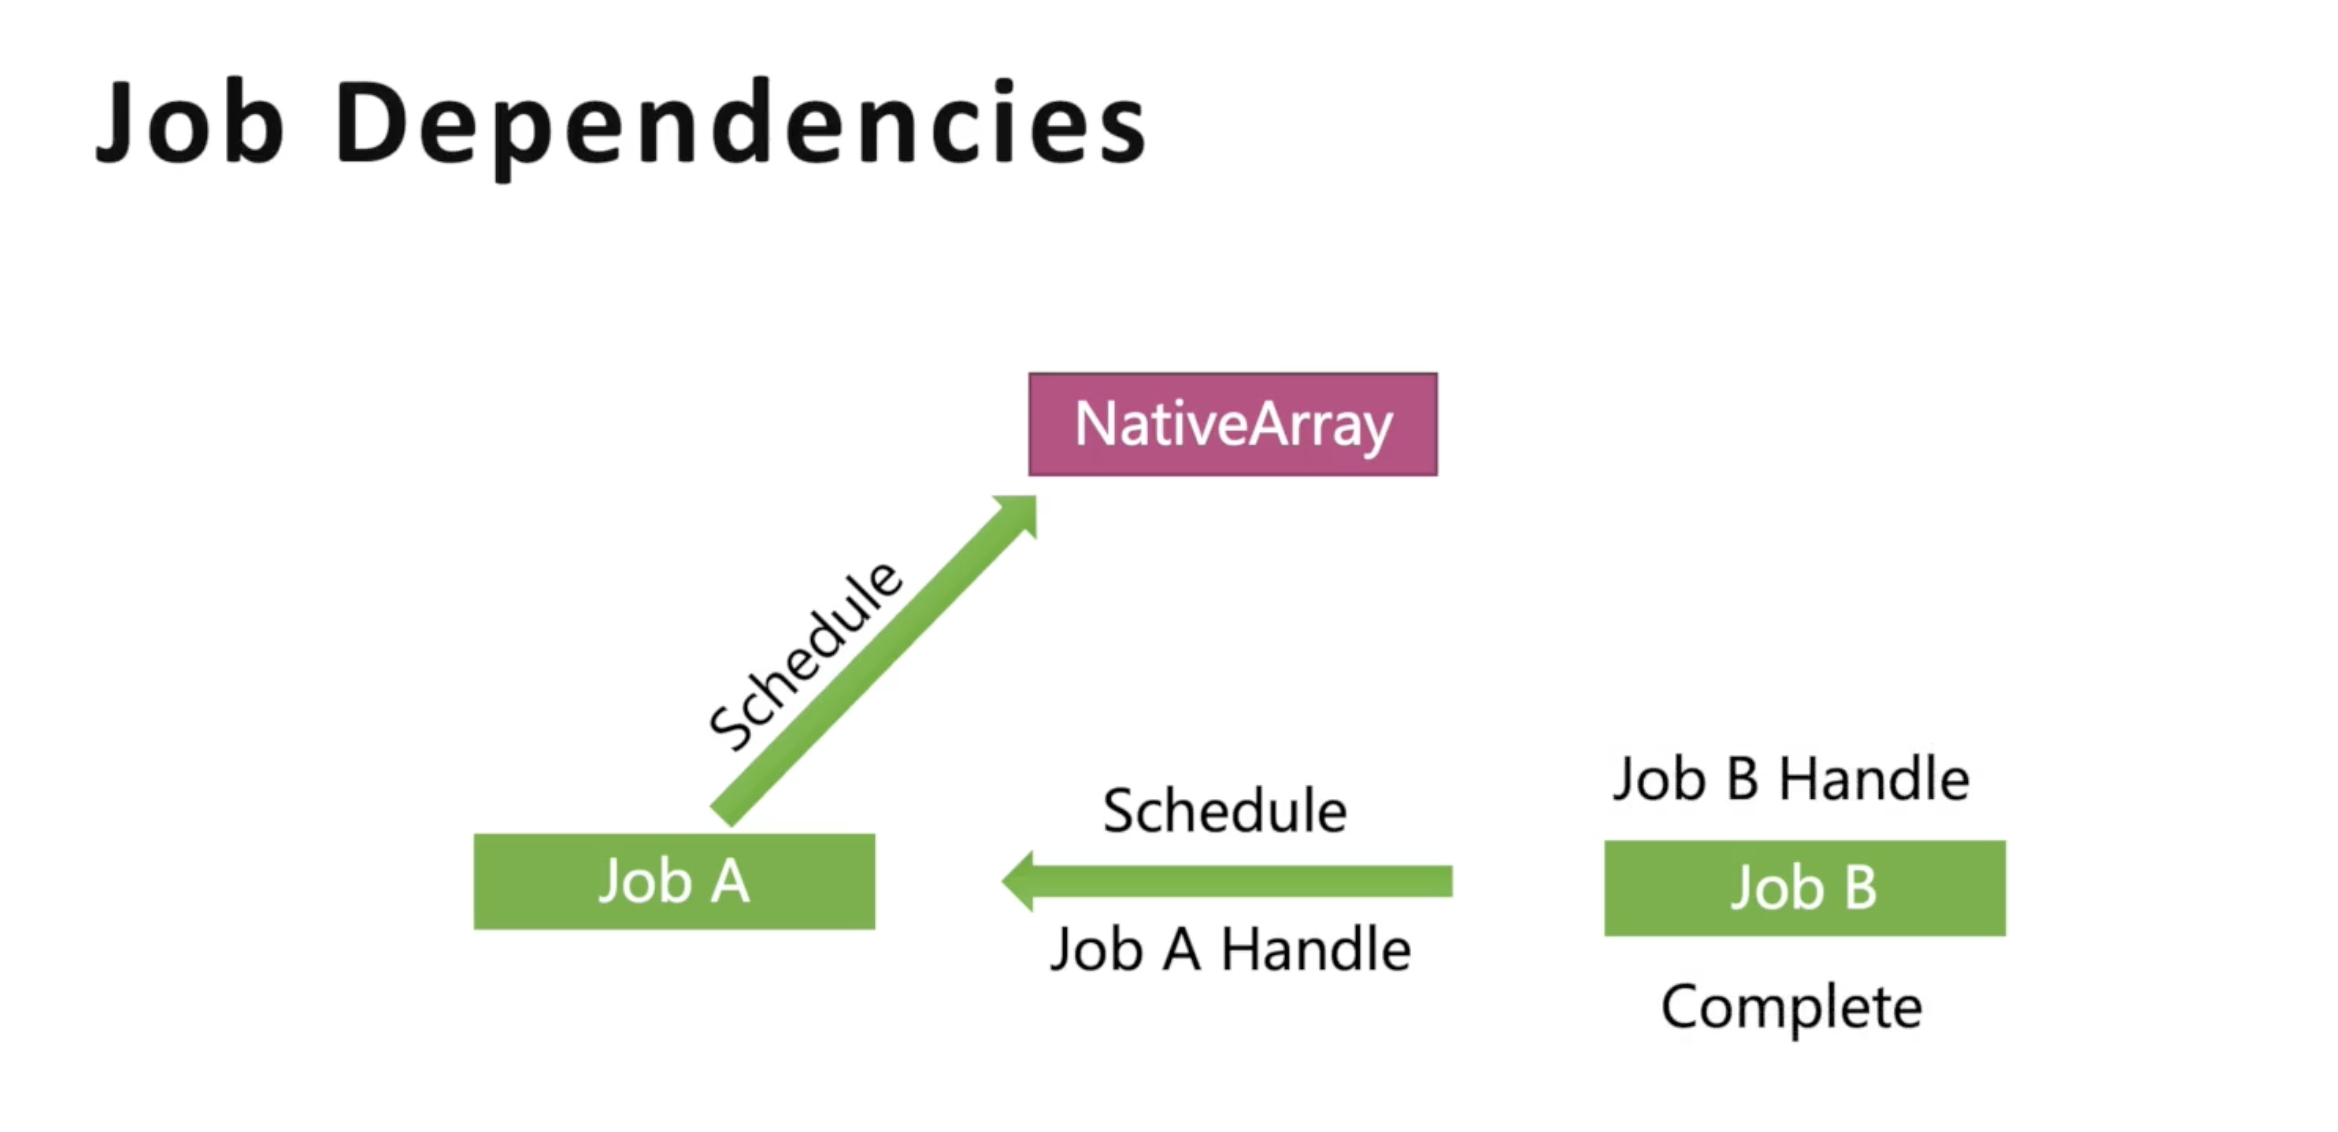 Job Dependencies
NativeArray
Schedule
Job A
Schedule
Job A Handle
Job B Handle
Job B
Complete